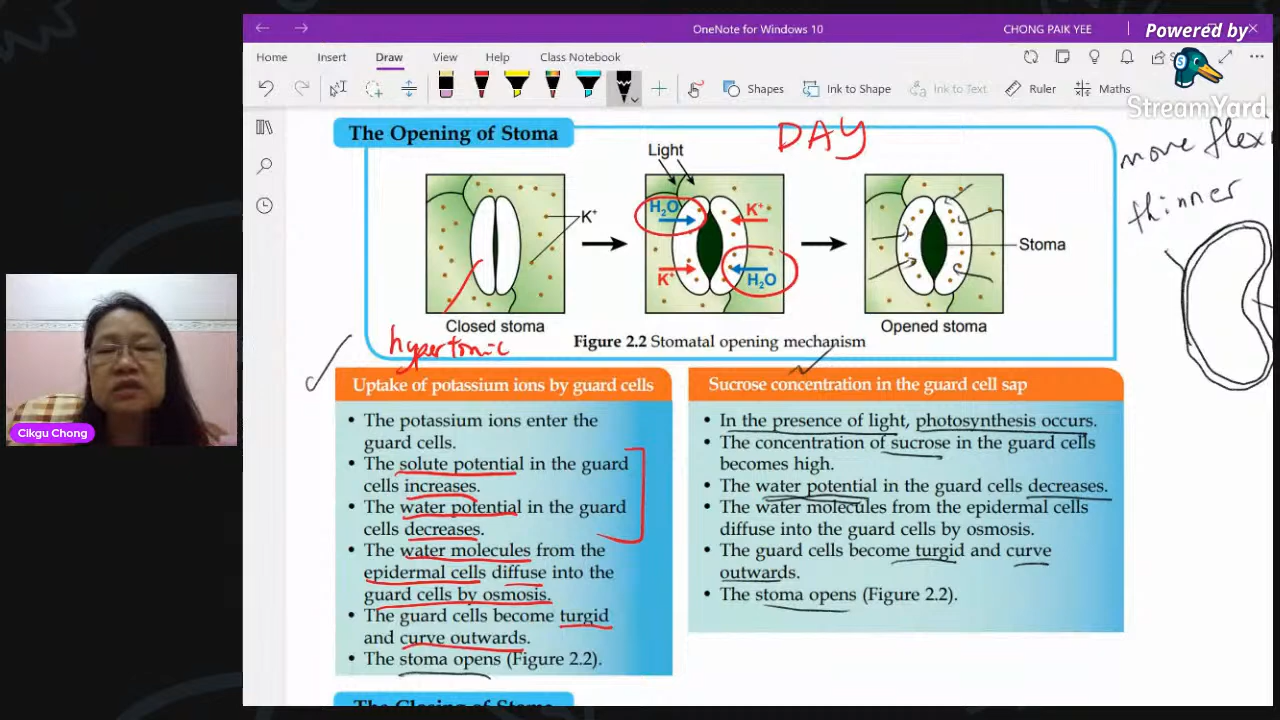 OneNote for Windows 10
CHONG PAIK YEE
Powered by
StreamYard
Home
Insert
Draw
View
Help
Class Notebook
Shapes
Ink to Shape
Ink to Text
Ruler
Maths
The Opening of Stoma
DAY
more flexi
thinner
Light
K+
H2O
K+
K+
H2O
Stoma
Closed stoma
Opened stoma
hypertonic
Figure 2.2 Stomatal opening mechanism
Uptake of potassium ions by guard cells
• The potassium ions enter the
guard cells.
• The solute potential in the guard
cells increases.
• The water potential in the guard
cells decreases.
• The water molecules from the
epidermal cells diffuse into the
guard cells by osmosis.
• The guard cells become turgid
and curve outwards.
• The stoma opens (Figure 2.2).
Sucrose concentration in the guard cell sap
• In the presence of light, photosynthesis occurs.
• The concentration of sucrose in the guard cells
becomes high.
• The water potential in the guard cells decreases.
• The water molecules from the epidermal cells
diffuse into the guard cells by osmosis.
• The guard cells become turgid and curve
outwards.
• The stoma opens (Figure 2.2).
Cikgu Chong
The Closing of Stoma